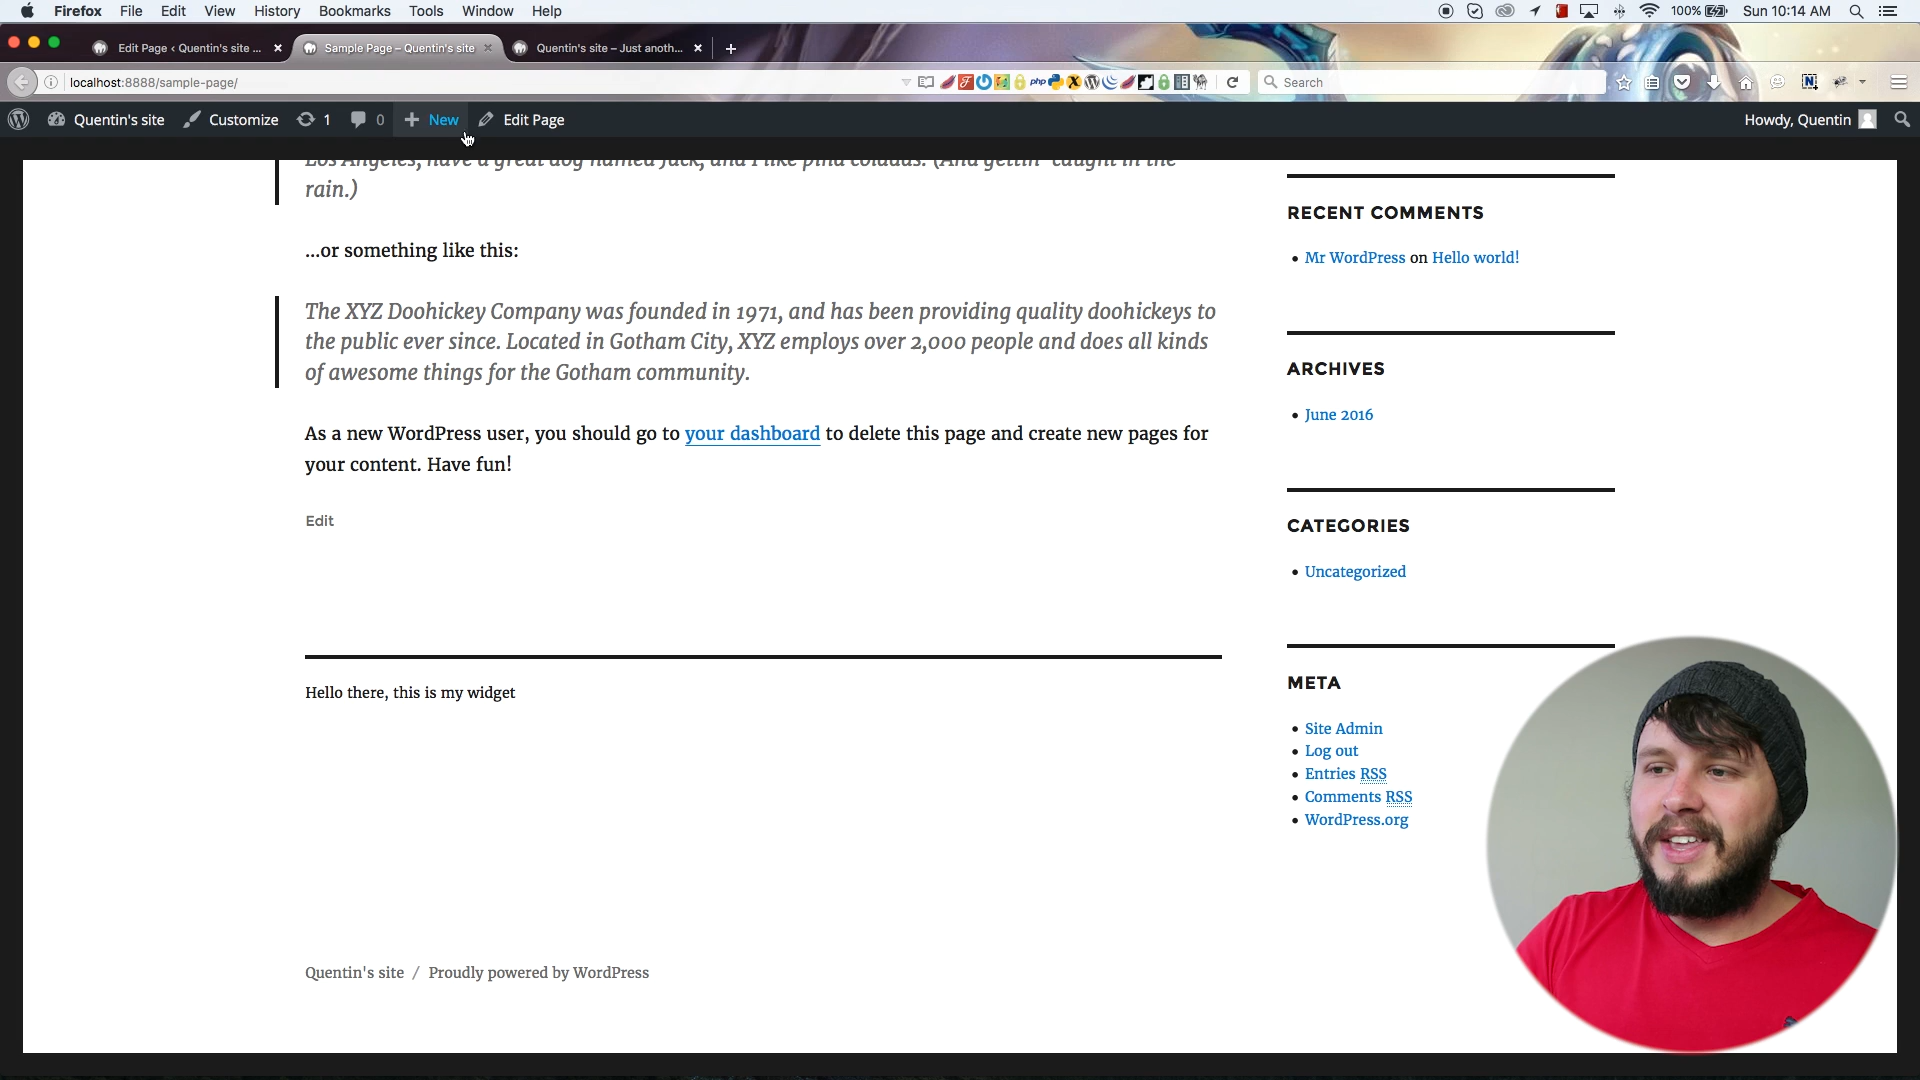 Firefox File Edit View History Bookmarks Tools Window Help 100% Sun 10:14 AM
Edit Page ‹ Quentin's site ... Sample Page – Quentin's site Quentin's site – Just anoth...
localhost:8888/sample-page/ php Search
Quentin's site Customize 1 0 New Edit Page Howdy, Quentin
Los Angeles, have a great dog named Jack, and I like piña coladas. (And gettin' caught in the
rain.)
...or something like this:
The XYZ Doohickey Company was founded in 1971, and has been providing quality doohickeys to
the public ever since. Located in Gotham City, XYZ employs over 2,000 people and does all kinds
of awesome things for the Gotham community.
As a new WordPress user, you should go to your dashboard to delete this page and create new pages for
your content. Have fun!
Edit
Hello there, this is my widget
Quentin's site / Proudly powered by WordPress
RECENT COMMENTS
Mr WordPress on Hello world!
ARCHIVES
June 2016
CATEGORIES
Uncategorized
META
Site Admin
Log out
Entries RSS
Comments RSS
WordPress.org